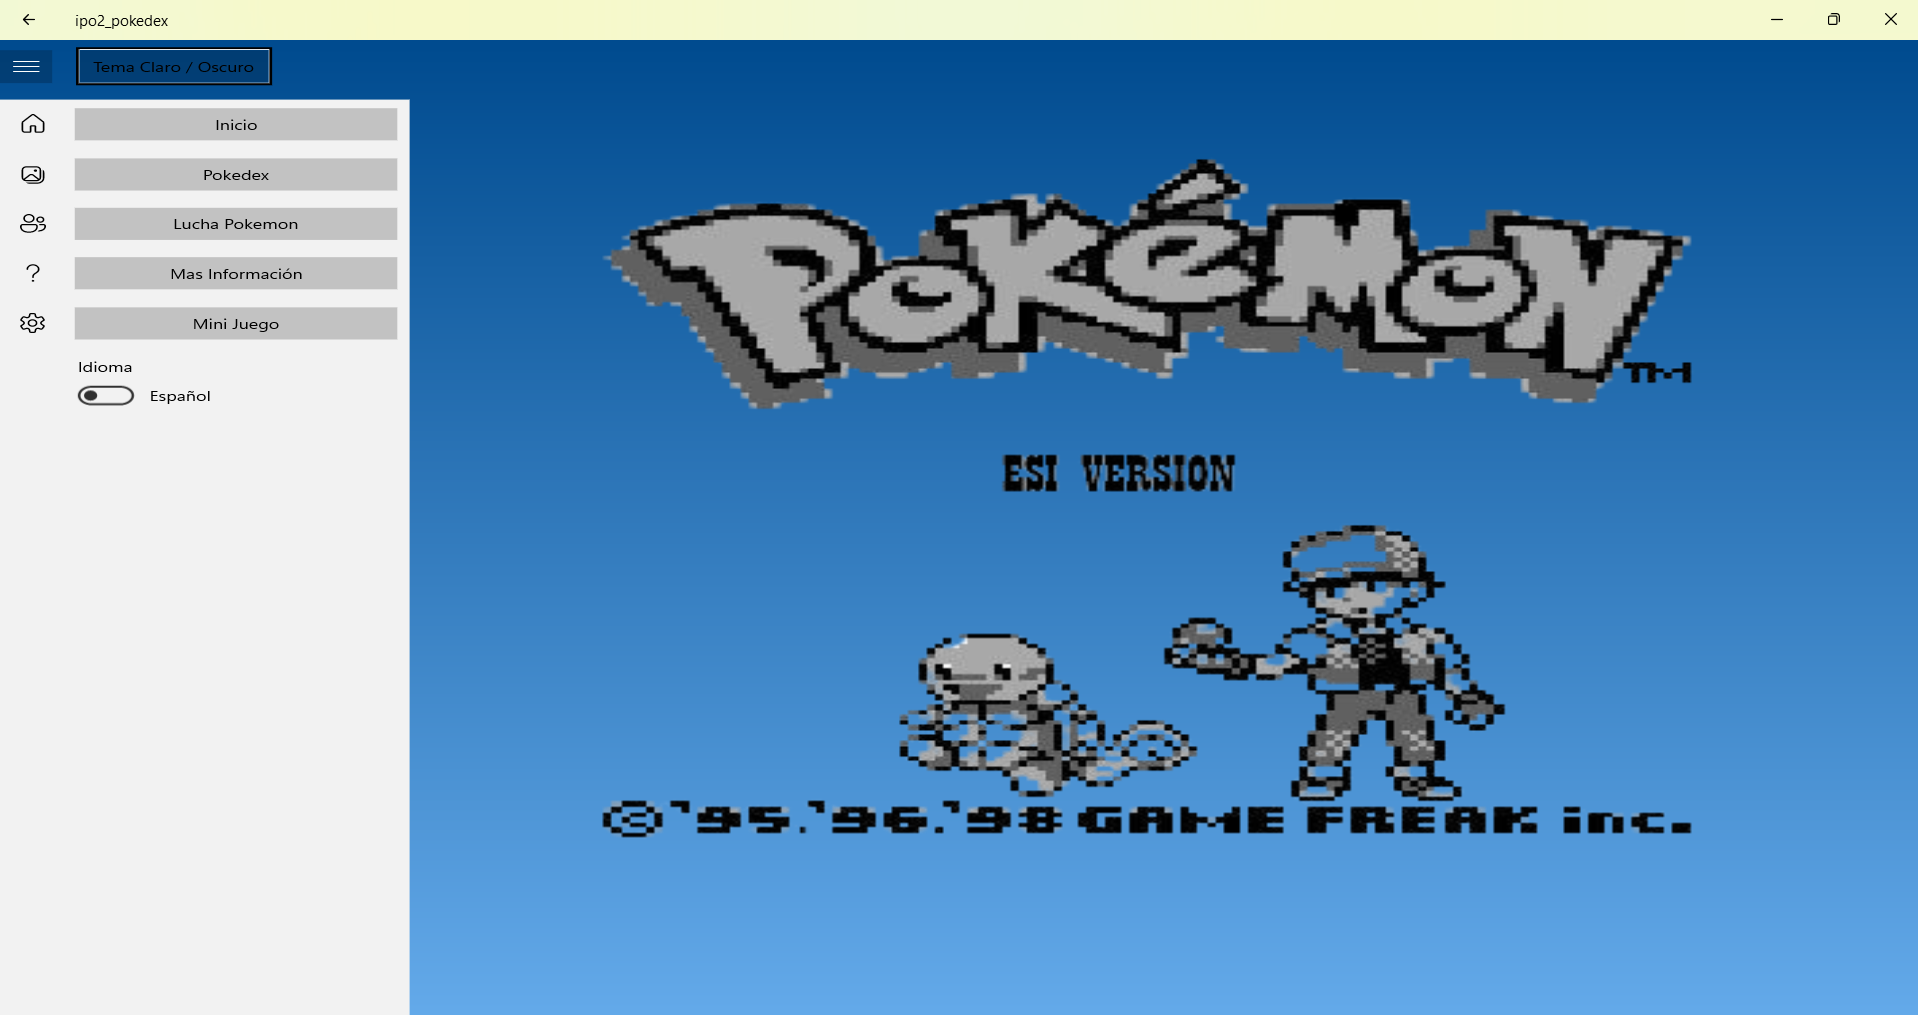 ipo2_pokedex
Tema Claro / Oscuro
Inicio
Pokedex
Lucha Pokemon
Mas Información
Mini Juego
Idioma
Español
POKéMON
TM
ESI VERSION
©'95.'96.'98 GAME FREAK inc.